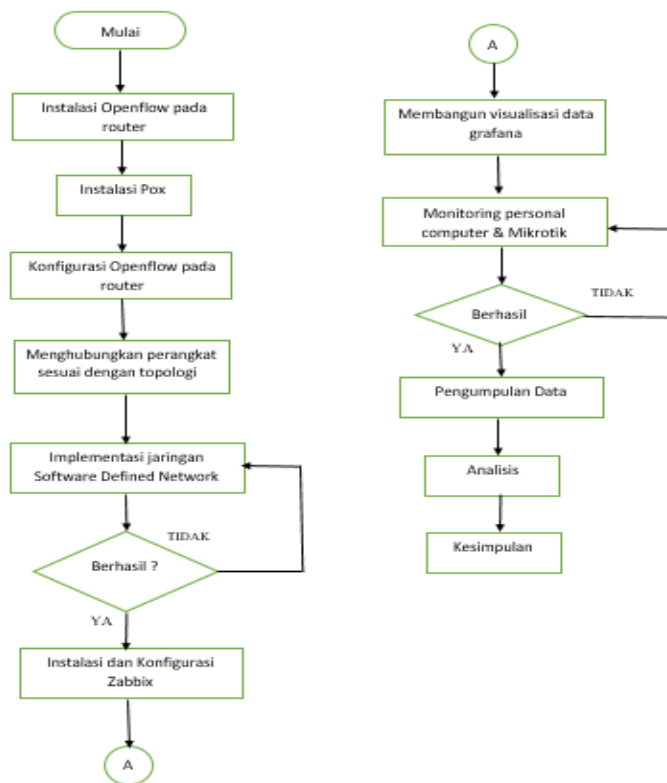 Mulai
Instalasi Openflow pada
router
Instalasi Pox
Konfigurasi Openflow pada
router
Menghubungkan perangkat
sesuai dengan topologi
Implementasi jaringan
Software Defined Network
TIDAK
Berhasil ?
YA
Instalasi dan Konfigurasi
Zabbix
A
A
Membangun visualisasi data
grafana
Monitoring personal
computer & Mikrotik
TIDAK
Berhasil
YA
Pengumpulan Data
Analisis
Kesimpulan